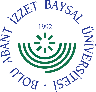 BOLU ABANT İZZET BAYSAL ÜNİVERSİTESİ
1992